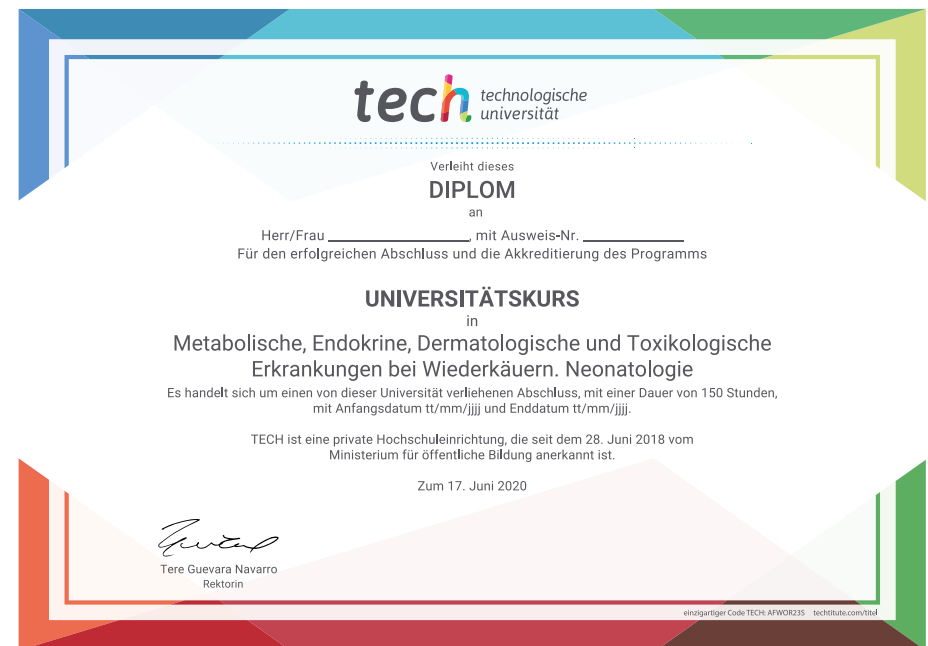 tech technologische
universität
Verleiht dieses
DIPLOM
an
Herr/Frau ____________________, mit Ausweis-Nr. ______________
Für den erfolgreichen Abschluss und die Akkreditierung des Programms
UNIVERSITÄTSKURS
in
Metabolische, Endokrine, Dermatologische und Toxikologische
Erkrankungen bei Wiederkäuern. Neonatologie
Es handelt sich um einen von dieser Universität verliehenen Abschluss, mit einer Dauer von 150 Stunden,
mit Anfangsdatum tt/mm/jjjj und Enddatum tt/mm/jjjj.
TECH ist eine private Hochschuleinrichtung, die seit dem 28. Juni 2018 vom
Ministerium für öffentliche Bildung anerkannt ist.
Zum 17. Juni 2020
Tere Guevara Navarro
Rektorin
einzigartiger Code TECH: AFWOR23S techtitute.com/titel